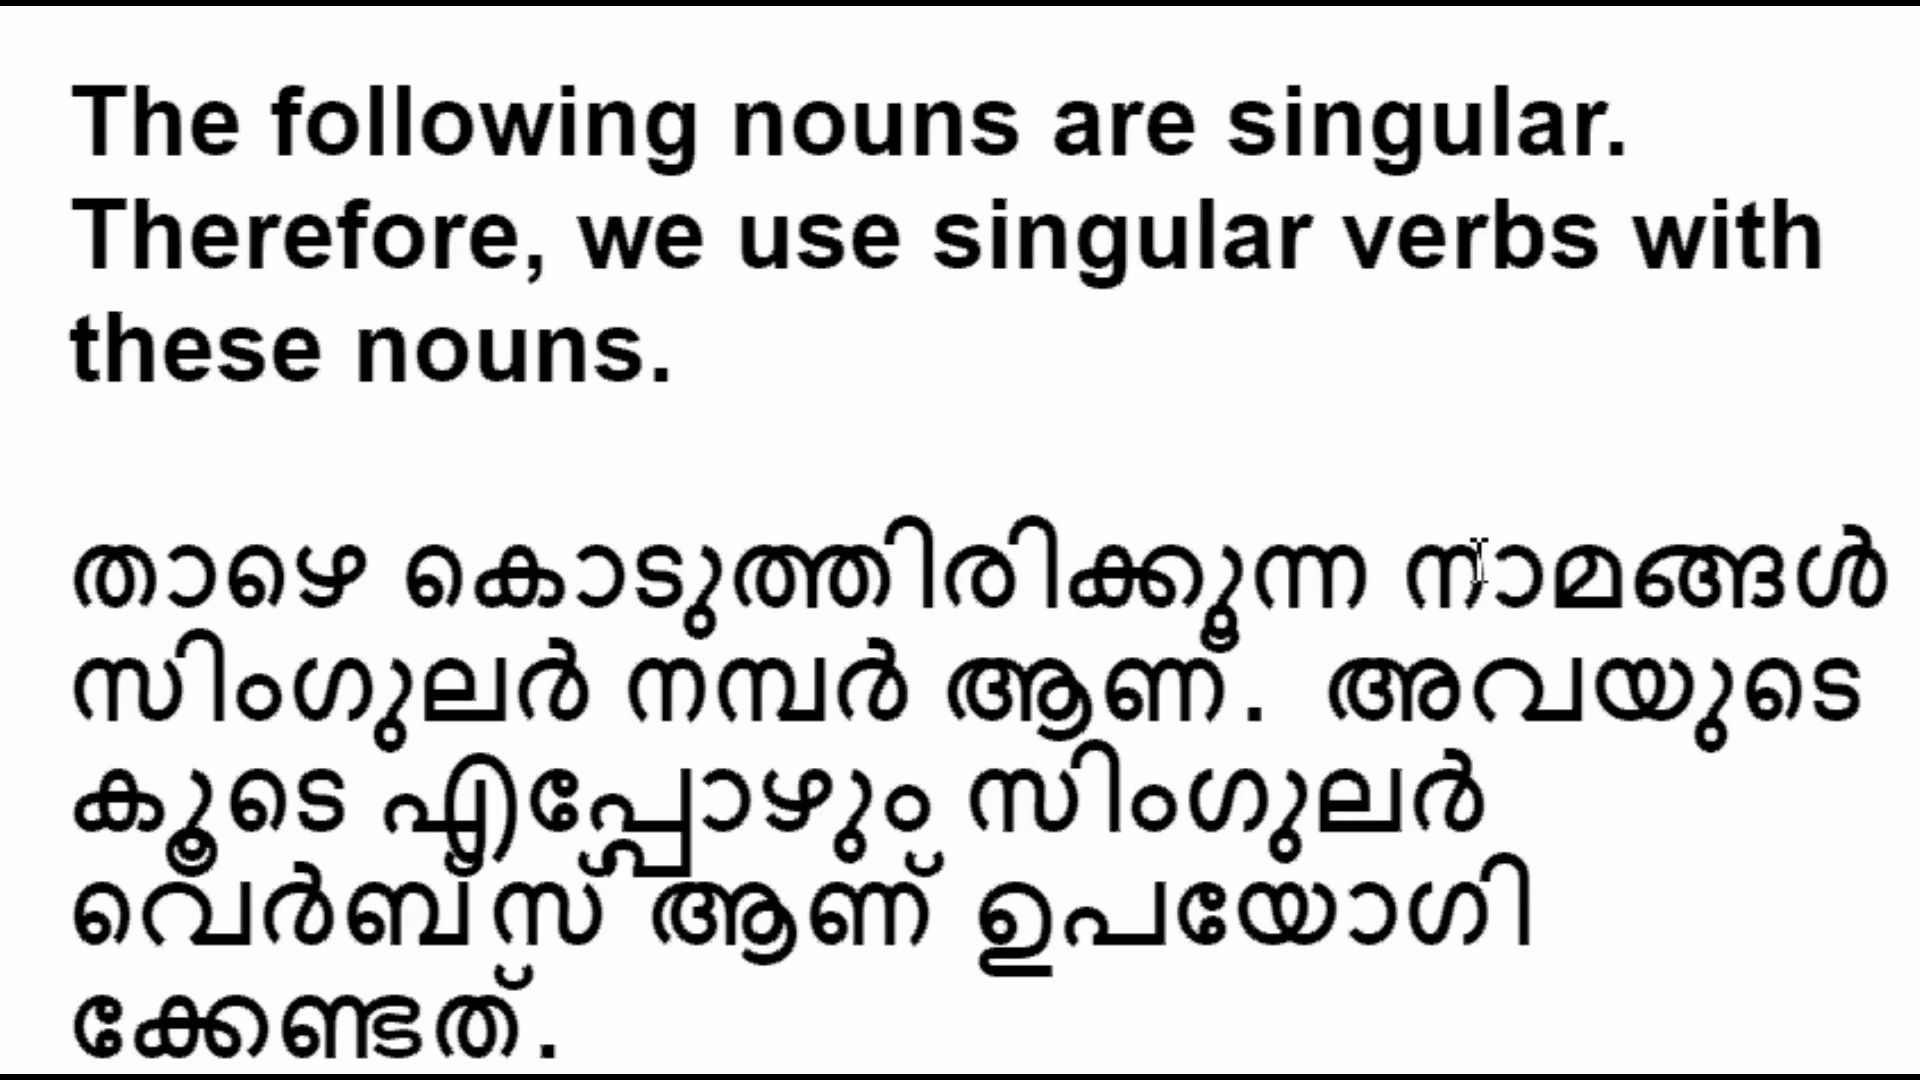 The following nouns are singular.
Therefore, we use singular verbs with
these nouns.
താഴെ കൊടുത്തിരിക്കൂന്ന നാമങ്ങൾ
സിംഗുലർ നമ്പർ ആണ. അവയുടെ
കൂടെ എപ്പോഴും സിംഗുലർ
വെർബ്സ് ആണ് ഉപയോഗി
ക്കേണ്ടത്.